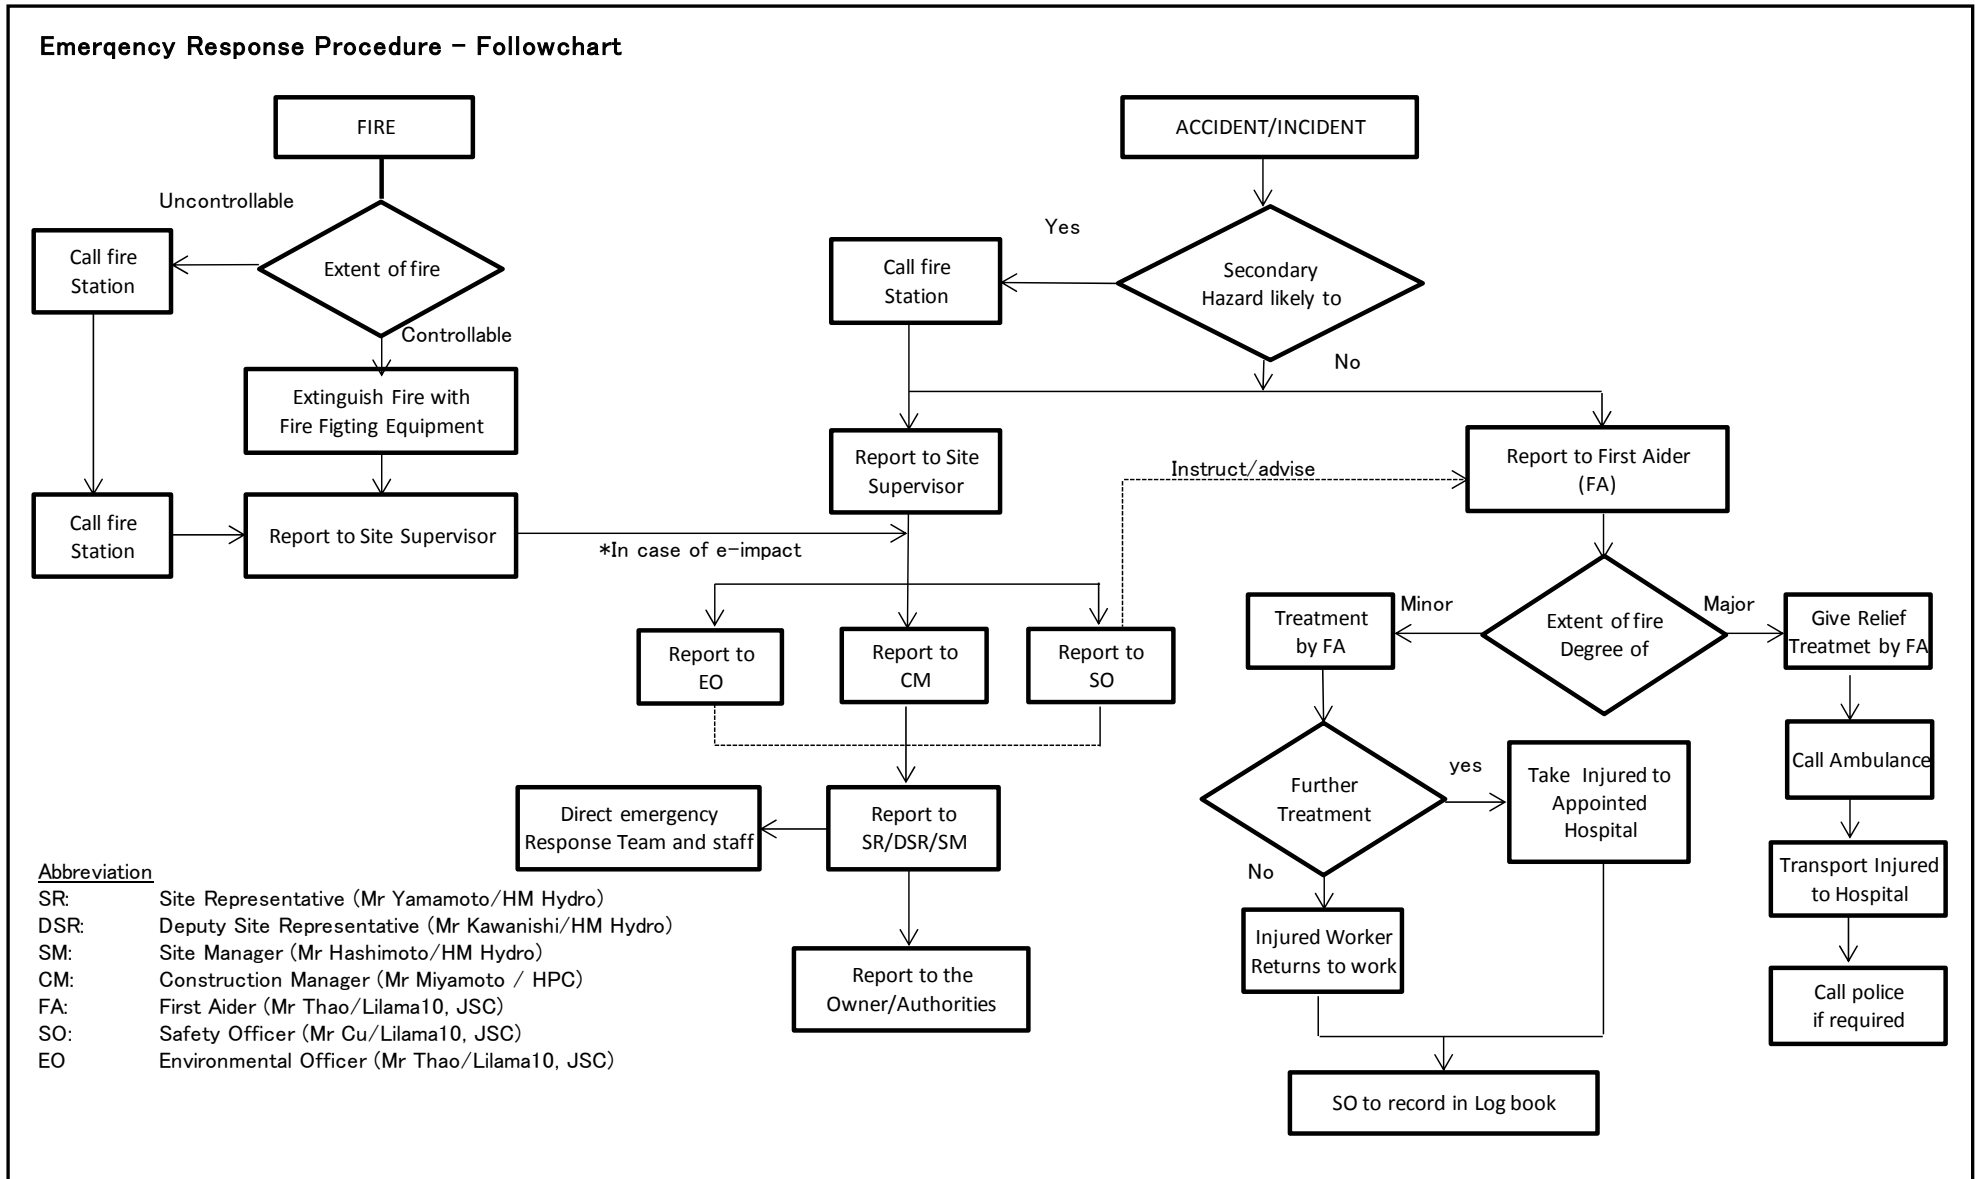 Emerqency Response Procedure − Followchart
FIRE
ACCIDENT/INCIDENT
Uncontrollable
Call fire
Station
Extent of fire
Controllable
Extinguish Fire with
Fire Figting Equipment
Call fire
Station
Report to Site Supervisor
*In case of e-impact
Yes
Call fire
Station
Secondary
Hazard likely to
No
Report to Site
Supervisor
Instruct/advise
Report to First Aider
(FA)
Report to
EO
Report to
CM
Report to
SO
Treatment
by FA
Minor
Extent of fire
Degree of
Major
Give Relief
Treatmet by FA
Call Ambulance
Further
Treatment
yes
Take Injured to
Appointed
Hospital
Direct emergency
Response Team and staff
Report to
SR/DSR/SM
No
Transport Injured
to Hospital
Injured Worker
Returns to work
Report to the
Owner/Authorities
Call police
if required
SO to record in Log book
Abbreviation
SR: Site Representative (Mr Yamamoto/HM Hydro)
DSR: Deputy Site Representative (Mr Kawanishi/HM Hydro)
SM: Site Manager (Mr Hashimoto/HM Hydro)
CM: Construction Manager (Mr Miyamoto / HPC)
FA: First Aider (Mr Thao/Lilama10, JSC)
SO: Safety Officer (Mr Cu/Lilama10, JSC)
EO Environmental Officer (Mr Thao/Lilama10, JSC)